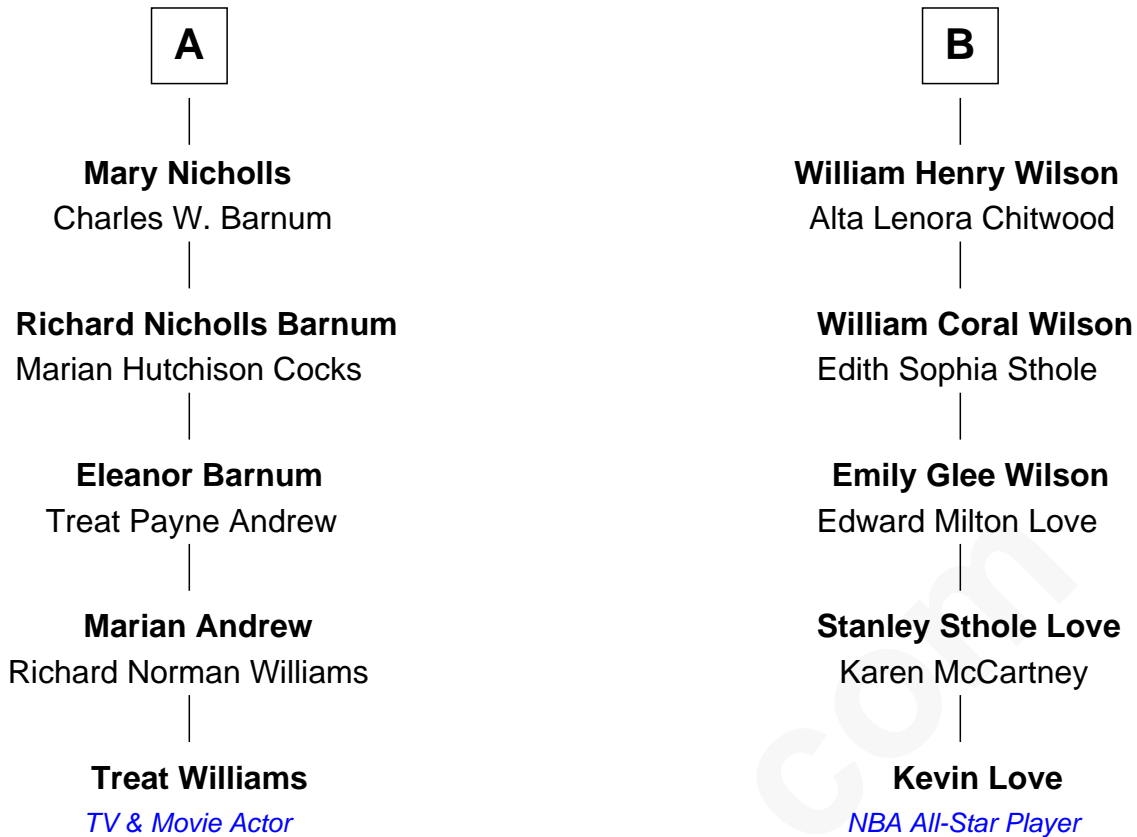 A
Mary Nicholls
Charles W. Barnum
Richard Nicholls Barnum
Marian Hutchison Cocks
Eleanor Barnum
Treat Payne Andrew
Marian Andrew
Richard Norman Williams
Treat Williams
TV & Movie Actor
B
William Henry Wilson
Alta Lenora Chitwood
William Coral Wilson
Edith Sophia Sthole
Emily Glee Wilson
Edward Milton Love
Stanley Sthole Love
Karen McCartney
Kevin Love
NBA All-Star Player
com